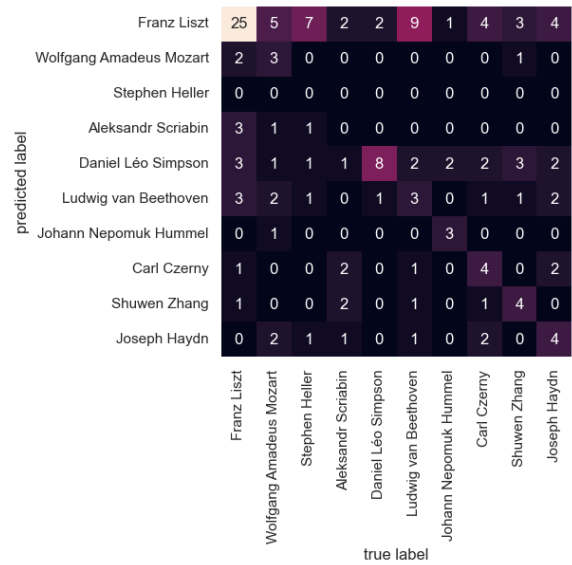 Franz Liszt 25 5 7 2 2 9 1 4 3 4
Wolfgang Amadeus Mozart 2 3 0 0 0 0 0 0 1 0
Stephen Heller 0 0 0 0 0 0 0 0 0 0
Aleksandr Scriabin 3 1 1 0 0 0 0 0 0 0
Daniel Léo Simpson 3 1 1 1 8 2 2 2 3 2
Ludwig van Beethoven 3 2 1 0 1 3 0 1 1 2
Johann Nepomuk Hummel 0 1 0 0 0 0 3 0 0 0
Carl Czerny 1 0 0 2 0 1 0 4 0 2
Shuwen Zhang 1 0 0 2 0 1 0 1 4 0
Joseph Haydn 0 2 1 1 0 1 0 2 0 4
predicted label
Franz Liszt
Wolfgang Amadeus Mozart
Stephen Heller
Aleksandr Scriabin
Daniel Léo Simpson
Ludwig van Beethoven
Johann Nepomuk Hummel
Carl Czerny
Shuwen Zhang
Joseph Haydn
true label